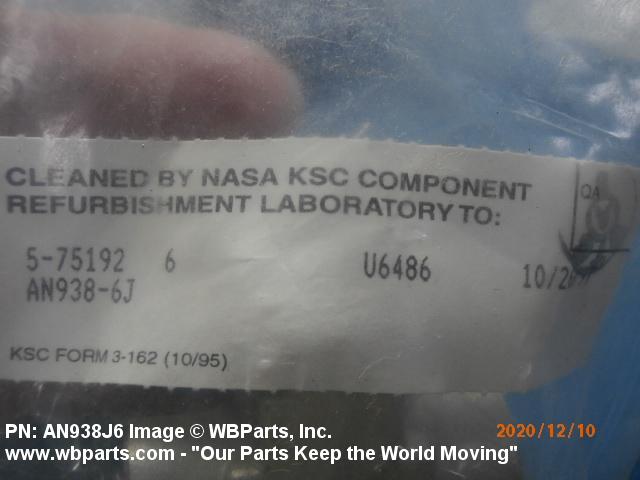 CLEANED BY NASA KSC COMPONENT
REFURBISHMENT LABORATORY TO:
QA
5-75192 6 U6486
AN938-6J
KSC FORM 3-162 (10/95)
PN: AN938J6 Image © WBParts, Inc.
2020/12/10
www.wbparts.com - "Our Parts Keep the World Moving"